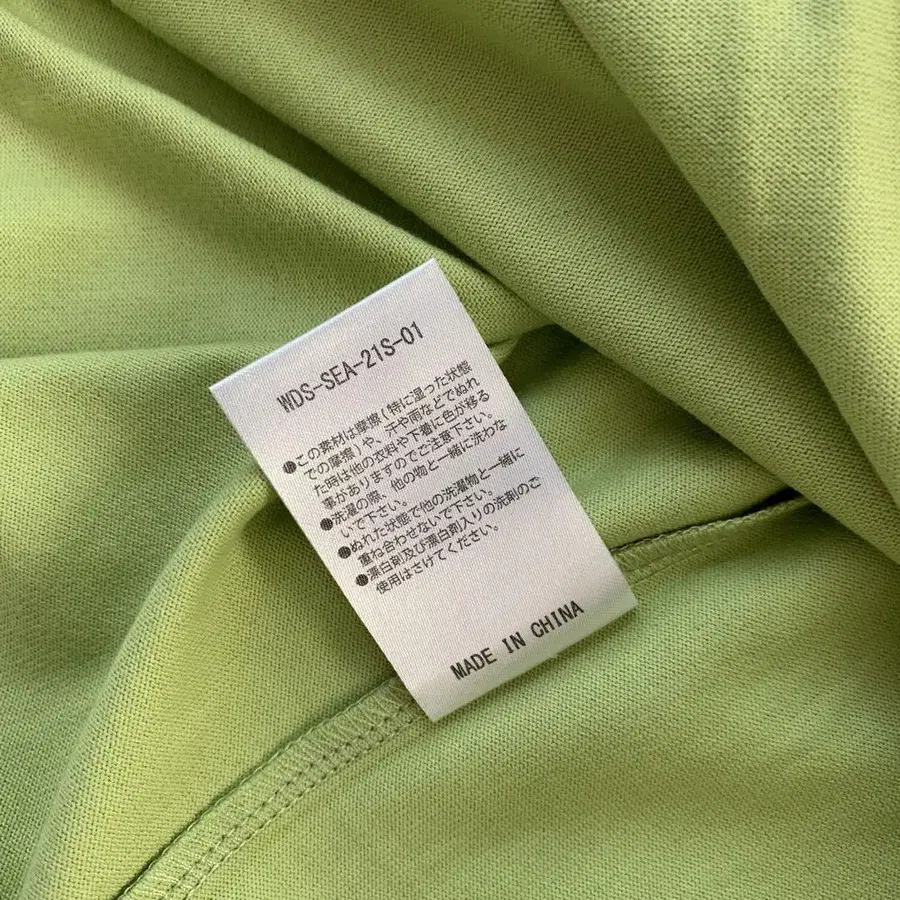 WDS-SEA-21S-01
●この素材は摩擦(特に湿った状態
での摩擦)や、汗や雨などでぬれ
た時は他の衣料や下着に色が移る
事がありますのでご注意下さい。
●洗濯の際、他の物と一緒に洗わな
いで下さい。
●ぬれた状態で他の洗濯物と一緒に
重ね合わせないで下さい。
●漂白剤及び漂白剤入りの洗剤のご
使用はさけてください。
MADE IN CHINA